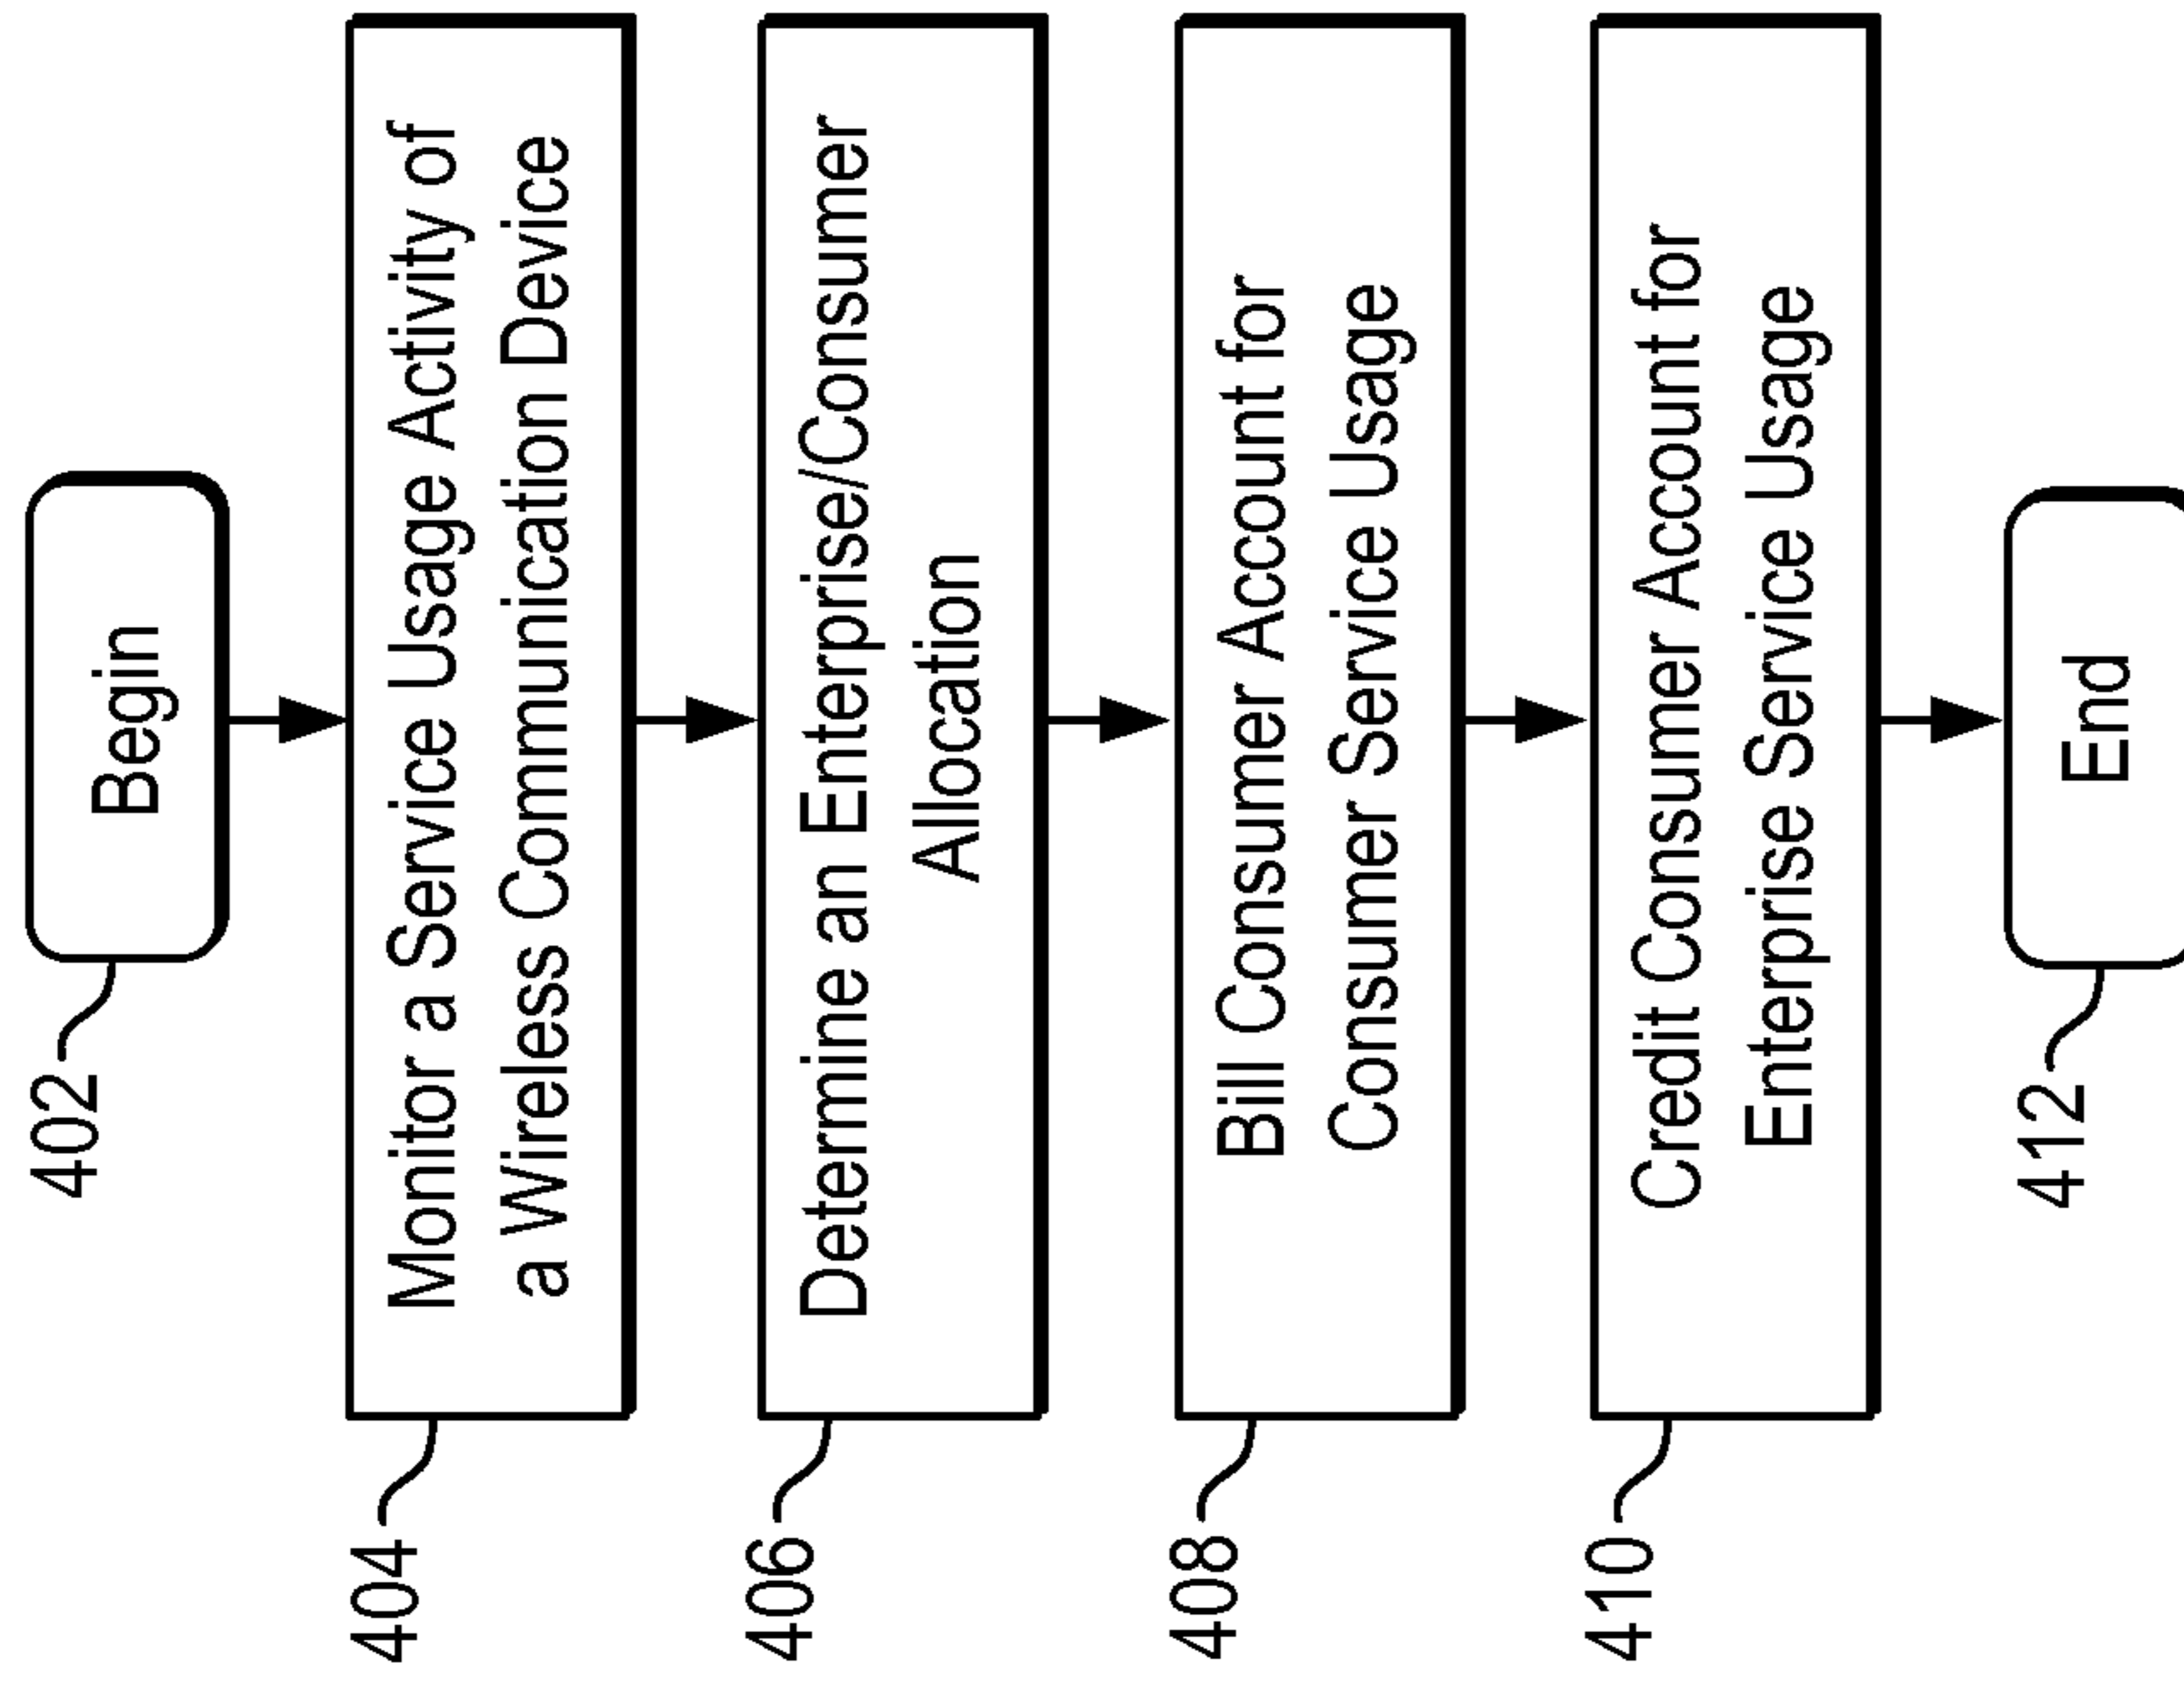 402
Begin
404
Monitor a Service Usage Activity of
a Wireless Communication Device
406
Determine an Enterprise/Consumer
Allocation
408
Bill Consumer Account for
Consumer Service Usage
410
Credit Consumer Account for
Enterprise Service Usage
412
End